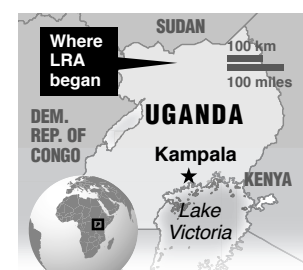 SUDAN
Where
LRA
began
100 km
100 miles
DEM.
REP. OF
CONGO
UGANDA
Kampala
KENYA
Lake
Victoria